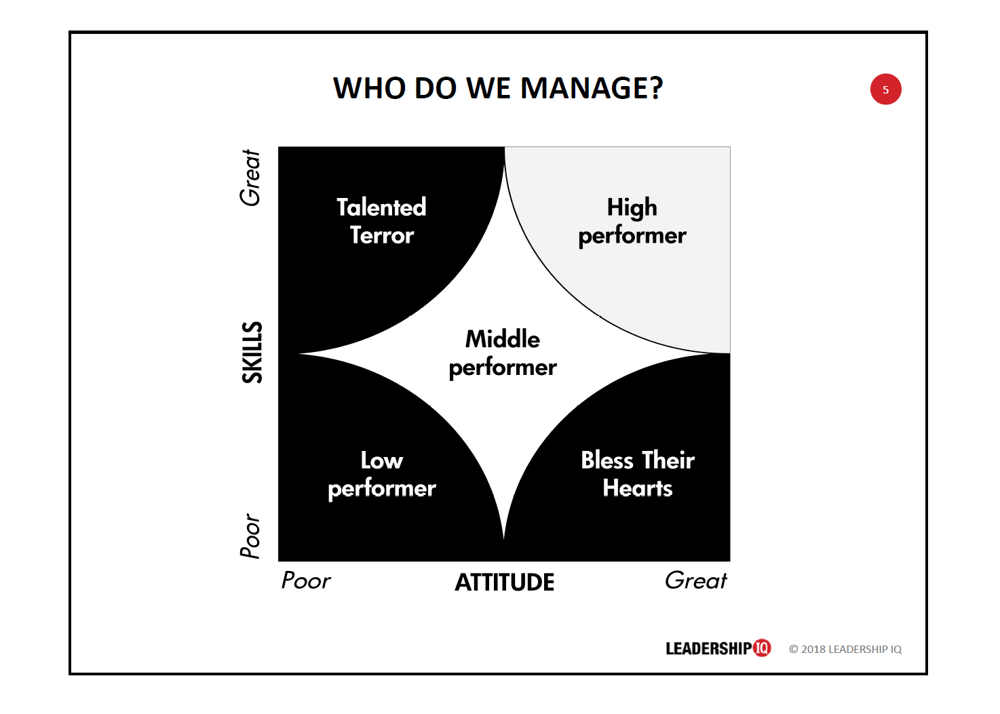 WHO DO WE MANAGE?
5
Great
Talented
Terror
High
performer
SKILLS
Middle
performer
Low
performer
Bless Their
Hearts
Poor
Poor
ATTITUDE
Great
LEADERSHIP IQ
© 2018 LEADERSHIP IQ